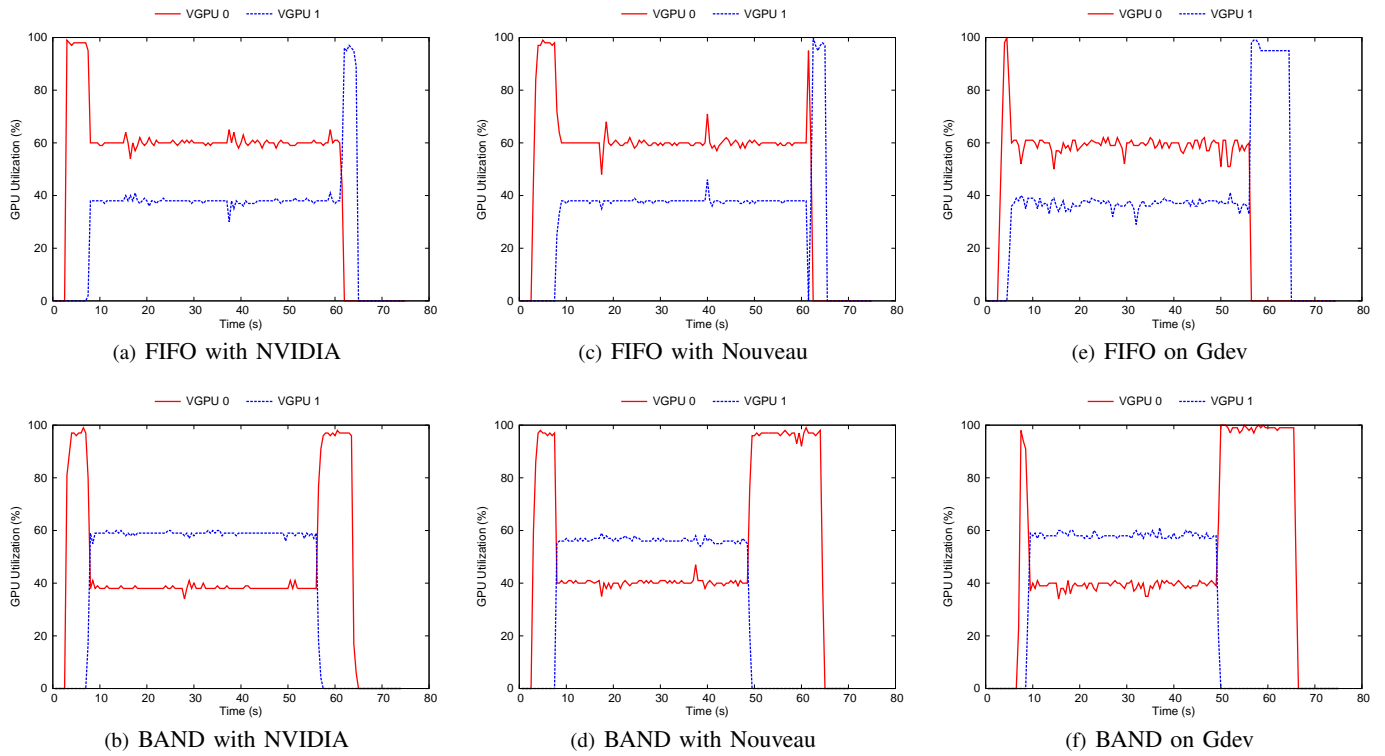 VGPU 0 VGPU 1
GPU Utilization (%)
100
80
60
40
20
0
0 10 20 30 40 50 60 70 80
Time (s)
(a) FIFO with NVIDIA
VGPU 0 VGPU 1
GPU Utilization (%)
100
80
60
40
20
0
0 10 20 30 40 50 60 70 80
Time (s)
(c) FIFO with Nouveau
VGPU 0 VGPU 1
GPU Utilization (%)
100
80
60
40
20
0
0 10 20 30 40 50 60 70 80
Time (s)
(e) FIFO on Gdev
VGPU 0 VGPU 1
GPU Utilization (%)
100
80
60
40
20
0
0 10 20 30 40 50 60 70 80
Time (s)
(b) BAND with NVIDIA
VGPU 0 VGPU 1
GPU Utilization (%)
100
80
60
40
20
0
0 10 20 30 40 50 60 70 80
Time (s)
(d) BAND with Nouveau
VGPU 0 VGPU 1
GPU Utilization (%)
100
80
60
40
20
0
0 10 20 30 40 50 60 70 80
Time (s)
(f) BAND on Gdev